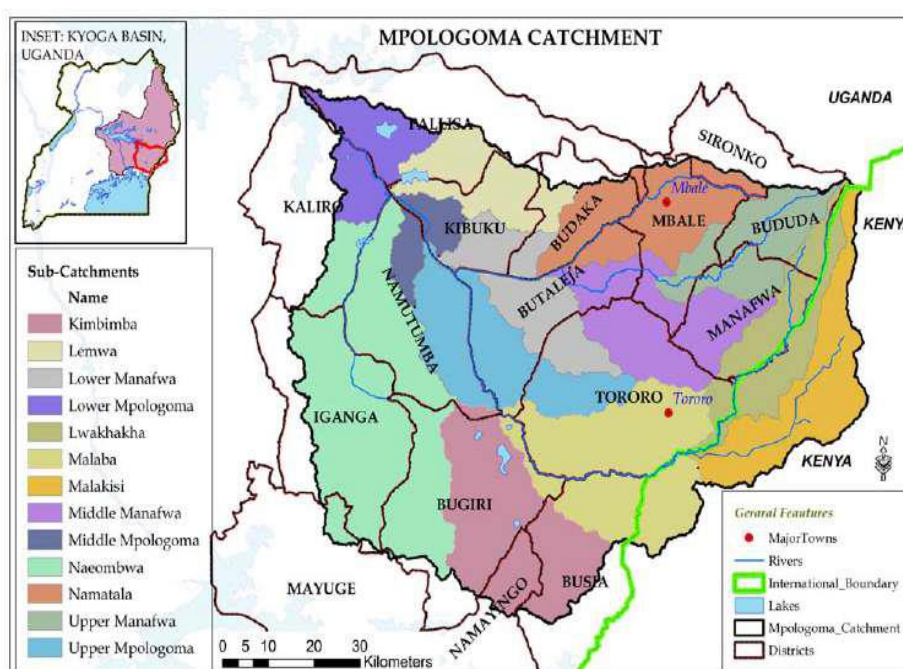 INSET: KYOGA BASIN,
UGANDA
MPOLOGOMA CATCHMENT
UGANDA
PALLISA
SIRONKO
Mbale
KENYA
KALIRO
KIBUKU
BUDAKA
MBALE
BUDUDA
NAMUTUMBA
BUTALEJA
MANAFWA
TORORO
Tororo
IGANGA
KENYA
N
BUGIRI
MAYUGE
NAMAYINGO
BUSIA
Sub-Catchments
Name
Kimbimba
Lemwa
Lower Manafwa
Lower Mpologoma
Lwakhakha
Malaba
Malakisi
Middle Manafwa
Middle Mpologoma
Naeombwa
Namatala
Upper Manafwa
Upper Mpologoma
0 5 10 20 30
Kilometers
Geraral Feautures
MajorTowns
Rivers
International_Boundary
Lakes
Mpologoma_Catchment
Districts